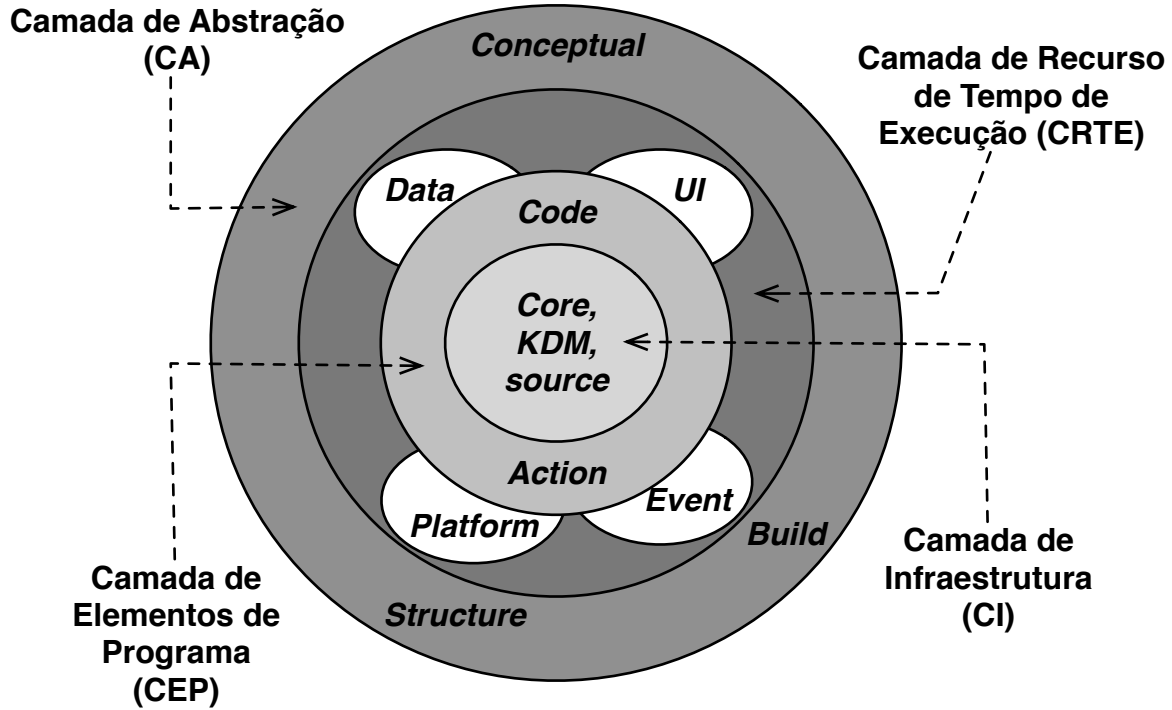 Camada de Abstração
(CA)
Conceptual
Camada de Recurso
de Tempo de
Execução (CRTE)
Data
UI
Code
Core,
KDM,
source
Action
Platform
Event
Build
Structure
Camada de
Elementos de
Programa
(CEP)
Camada de
Infraestrutura
(CI)